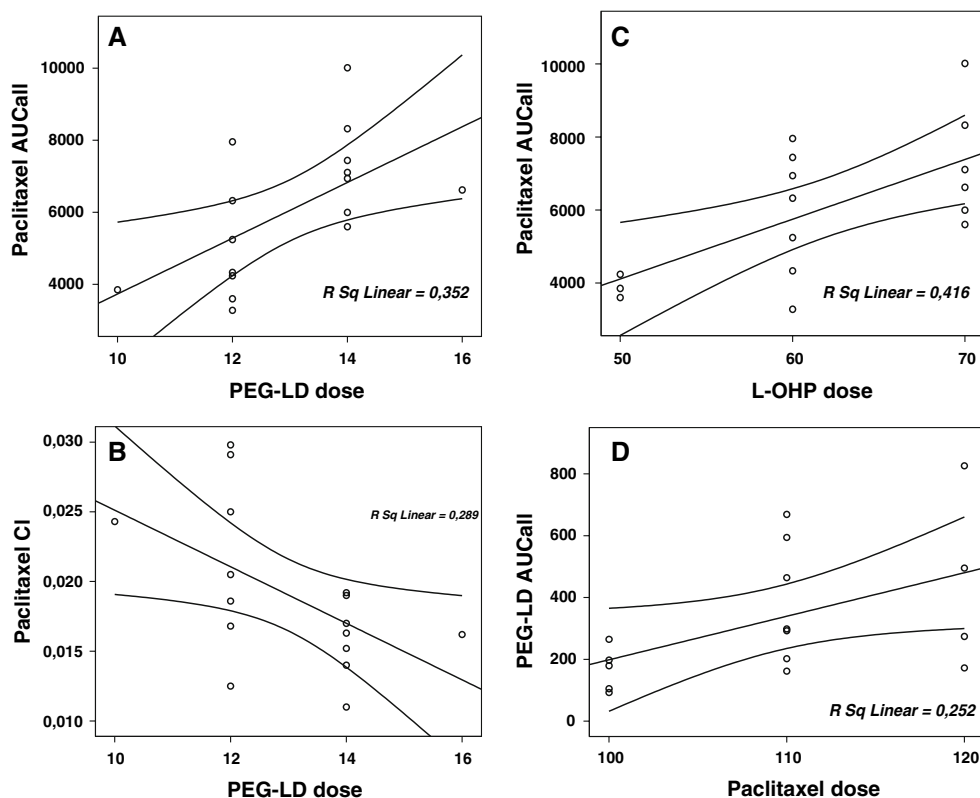 A
Paclitaxel AUCall
10000
8000
6000
4000
R Sq Linear = 0,352
10 12 14 16
PEG-LD dose
C
Paclitaxel AUCall
10000
8000
6000
4000
R Sq Linear = 0,416
50 60 70
L-OHP dose
B
Paclitaxel Cl
0,030
0,025
0,020
0,015
0,010
R Sq Linear = 0,289
10 12 14 16
PEG-LD dose
D
PEG-LD AUCall
800
600
400
200
0
R Sq Linear = 0,252
100 110 120
Paclitaxel dose